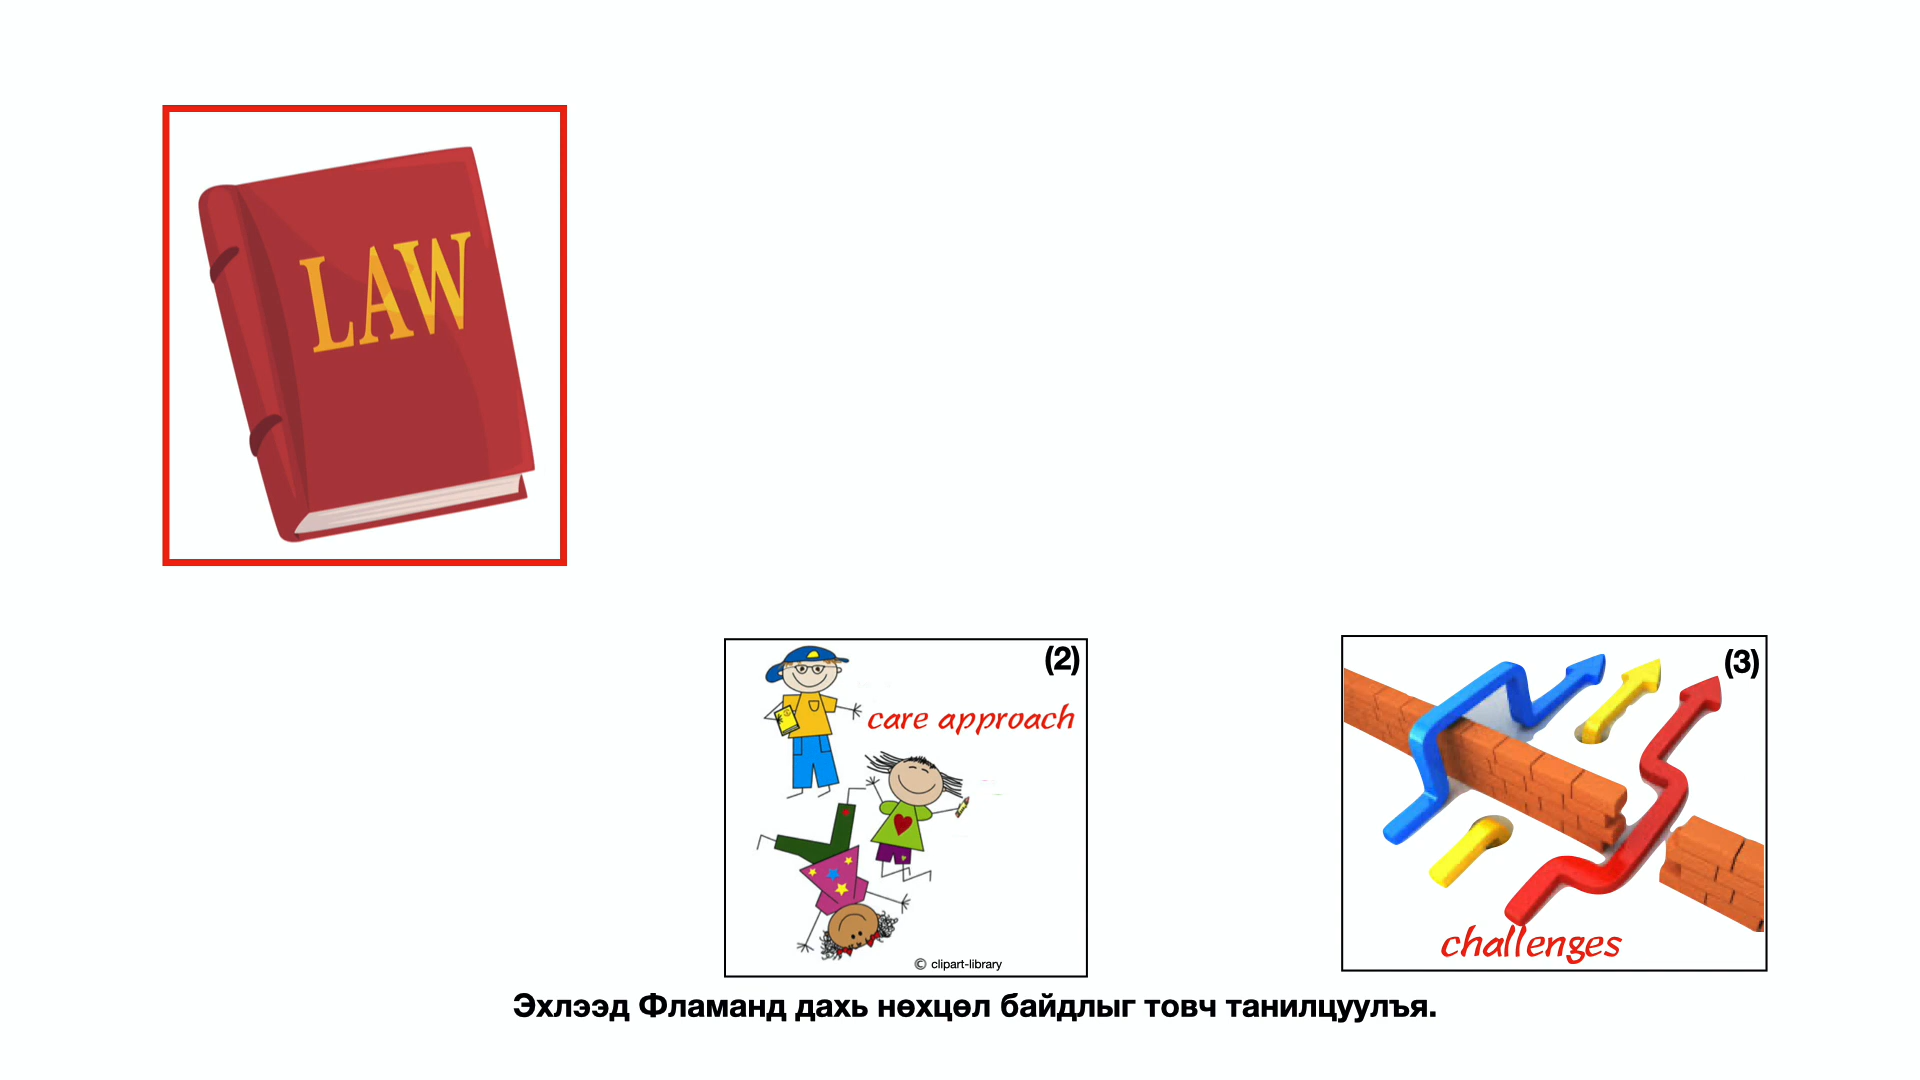 LAW
(2)
care approach
© clipart-library
(3)
challenges
Эхлээд Фламанд дахь нөхцөл байдлыг товч танилцуулъя.